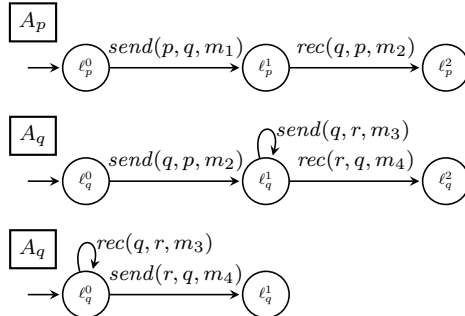 A_p
send(p, q, m_1) rec(q, p, m_2)
ℓ_p^0 ℓ_p^1 ℓ_p^2
A_q
send(q, r, m_3)
send(q, p, m_2) rec(r, q, m_4)
ℓ_q^0 ℓ_q^1 ℓ_q^2
A_q
rec(q, r, m_3)
send(r, q, m_4)
ℓ_q^0 ℓ_q^1